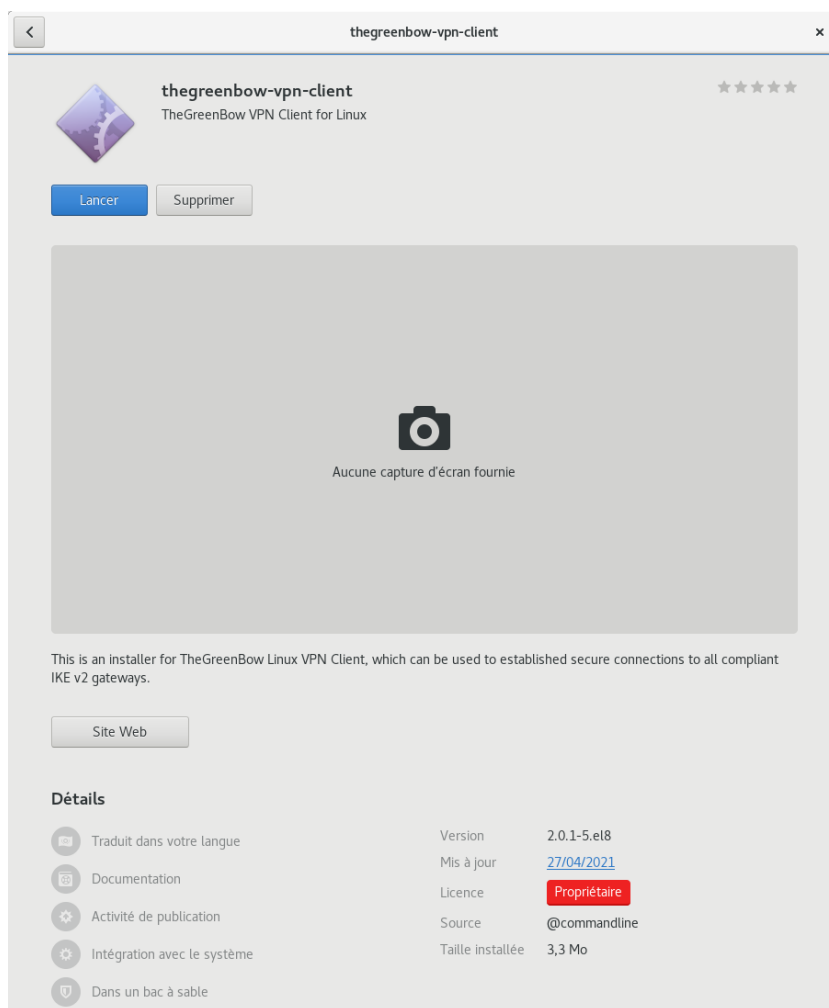 thegreenbow-vpn-client
thegreenbow-vpn-client
TheGreenBow VPN Client for Linux
Lancer
Supprimer
Aucune capture d'écran fournie
This is an installer for TheGreenBow Linux VPN Client, which can be used to established secure connections to all compliant
IKE v2 gateways.
Site Web
Détails
Traduit dans votre langue
Documentation
Activité de publication
Intégration avec le système
Dans un bac à sable
Version 2.0.1-5.el8
Mis à jour 27/04/2021
Licence Propriétaire
Source @commandline
Taille installée 3,3 Mo